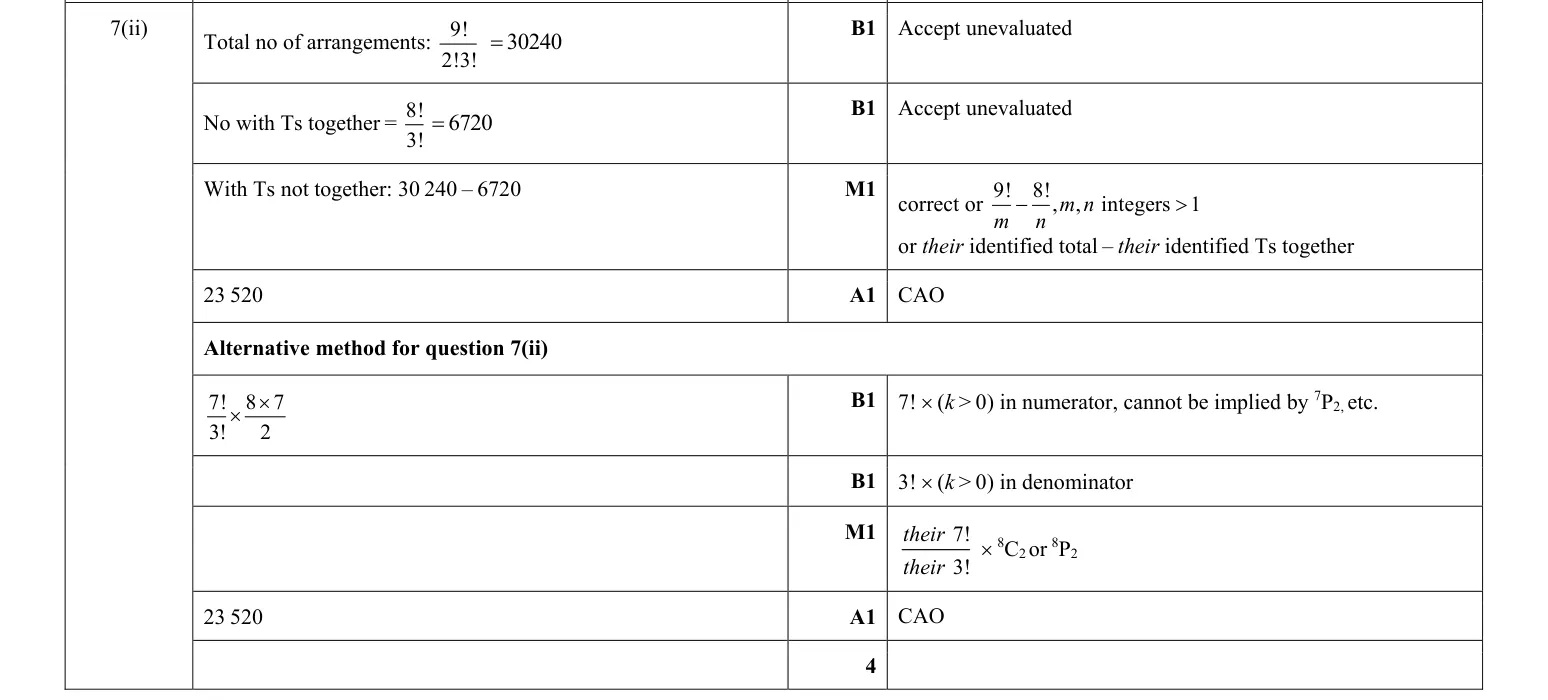 7(ii) Total no of arrangements: 9!/2!3! = 30240 B1 Accept unevaluated
No with Ts together = 8!/3! = 6720 B1 Accept unevaluated
With Ts not together: 30 240 – 6720 M1 correct or 9!/m – 8!/n, m, n integers > 1
or their identified total – their identified Ts together
23 520 A1 CAO
Alternative method for question 7(ii)
7!/3! × 8 × 7/2 B1 7! × (k > 0) in numerator, cannot be implied by ⁷P₂, etc.
B1 3! × (k > 0) in denominator
M1 their 7!/their 3! × ⁸C₂ or ⁸P₂
23 520 A1 CAO
4